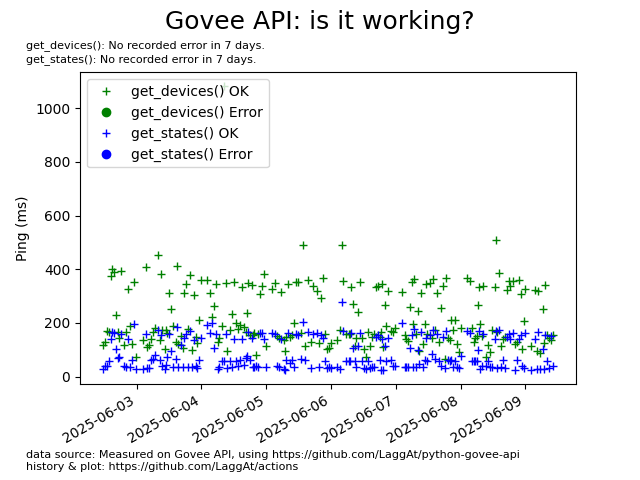 Govee API: is it working?
get_devices(): No recorded error in 7 days.
get_states(): No recorded error in 7 days.
get_devices() OK
get_devices() Error
get_states() OK
get_states() Error
Ping (ms)
1000
800
600
400
200
0
2025-06-03
2025-06-04
2025-06-05
2025-06-06
2025-06-07
2025-06-08
2025-06-09
data source: Measured on Govee API, using https://github.com/LaggAt/python-govee-api
history & plot: https://github.com/LaggAt/actions